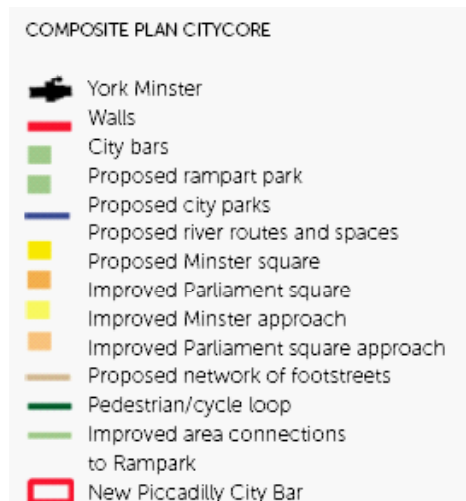 COMPOSITE PLAN CITYCORE
York Minster
Walls
City bars
Proposed rampart park
Proposed city parks
Proposed river routes and spaces
Proposed Minster square
Improved Parliament square
Improved Minster approach
Improved Parliament square approach
Proposed network of footstreets
Pedestrian/cycle loop
Improved area connections
to Rampark
New Piccadilly City Bar